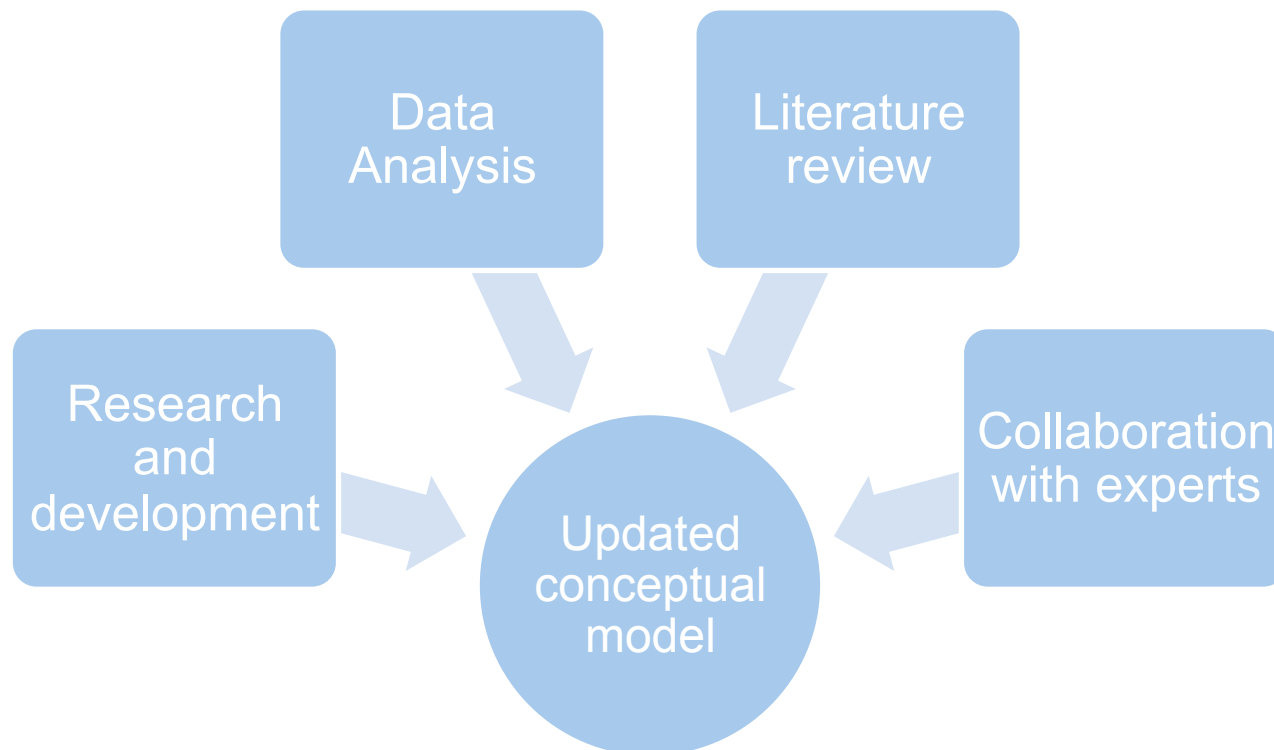 Data
Analysis
Literature
review
Research
and
development
Collaboration
with experts
Updated
conceptual
model